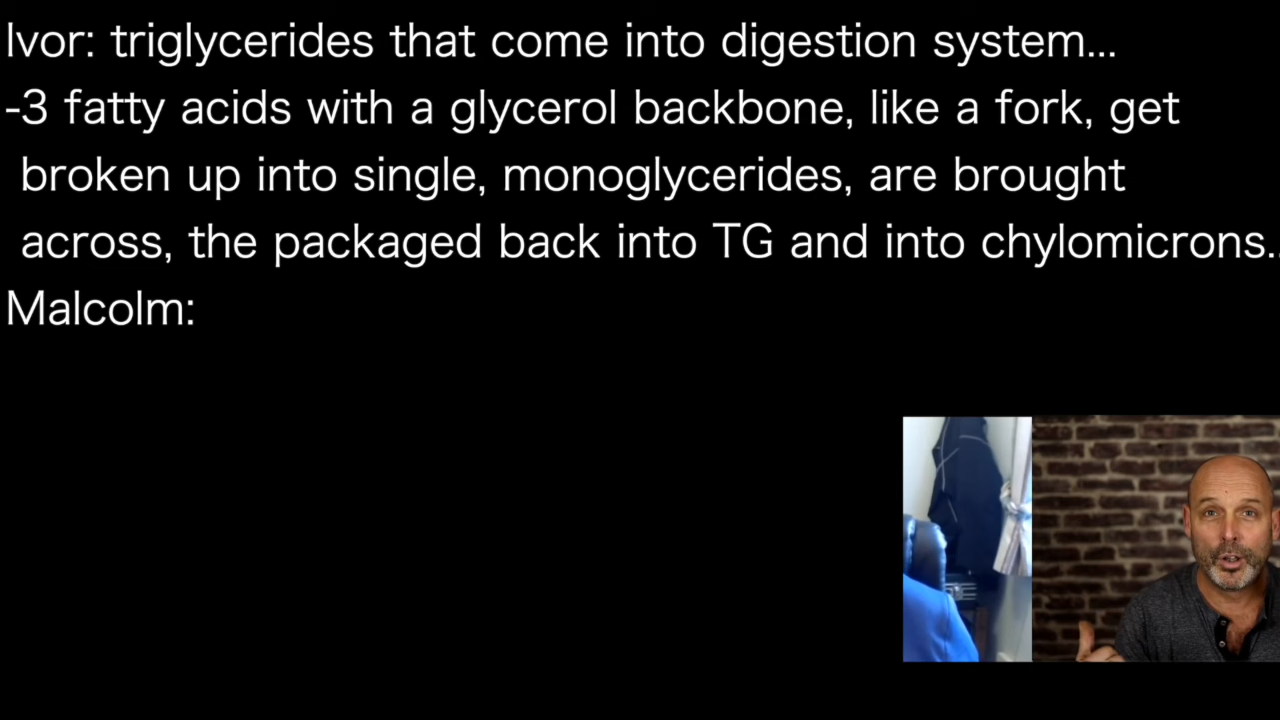 Ivor: triglycerides that come into digestion system...
-3 fatty acids with a glycerol backbone, like a fork, get
broken up into single, monoglycerides, are brought
across, the packaged back into TG and into chylomicrons..
Malcolm: